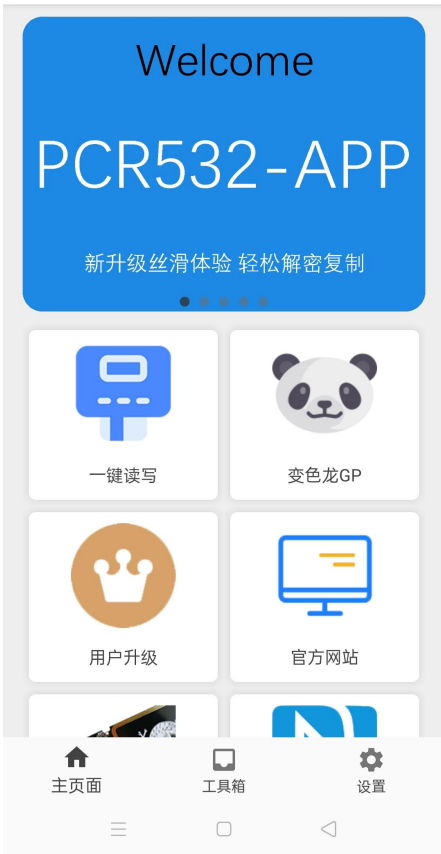 Welcome
PCR532-APP
新升级丝滑体验 轻松解密复制
一键读写
变色龙GP
用户升级
官方网站
主页面
工具箱
设置